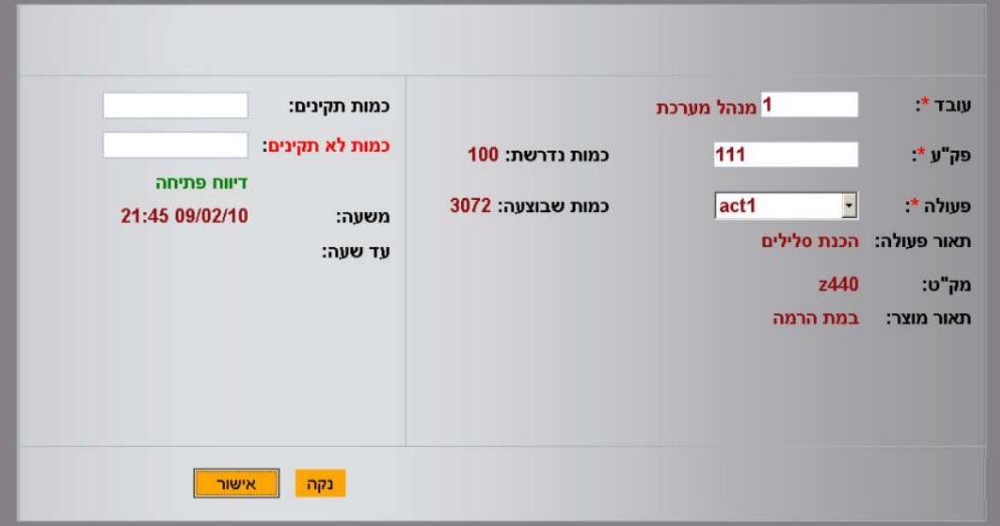 עובד *: 1 מנהל מערכת
פק"ע *: 111 כמות נדרשת: 100
פעולה *: act1 כמות שבוצעה: 3072
תאור פעולה: הכנת סלילים
מק"ט: z440
תאור מוצר: במת הרמה
כמות תקינים:
כמות לא תקינים:
דיווח פתיחה
משעה: 21:45 09/02/10
עד שעה:
נקה אישור